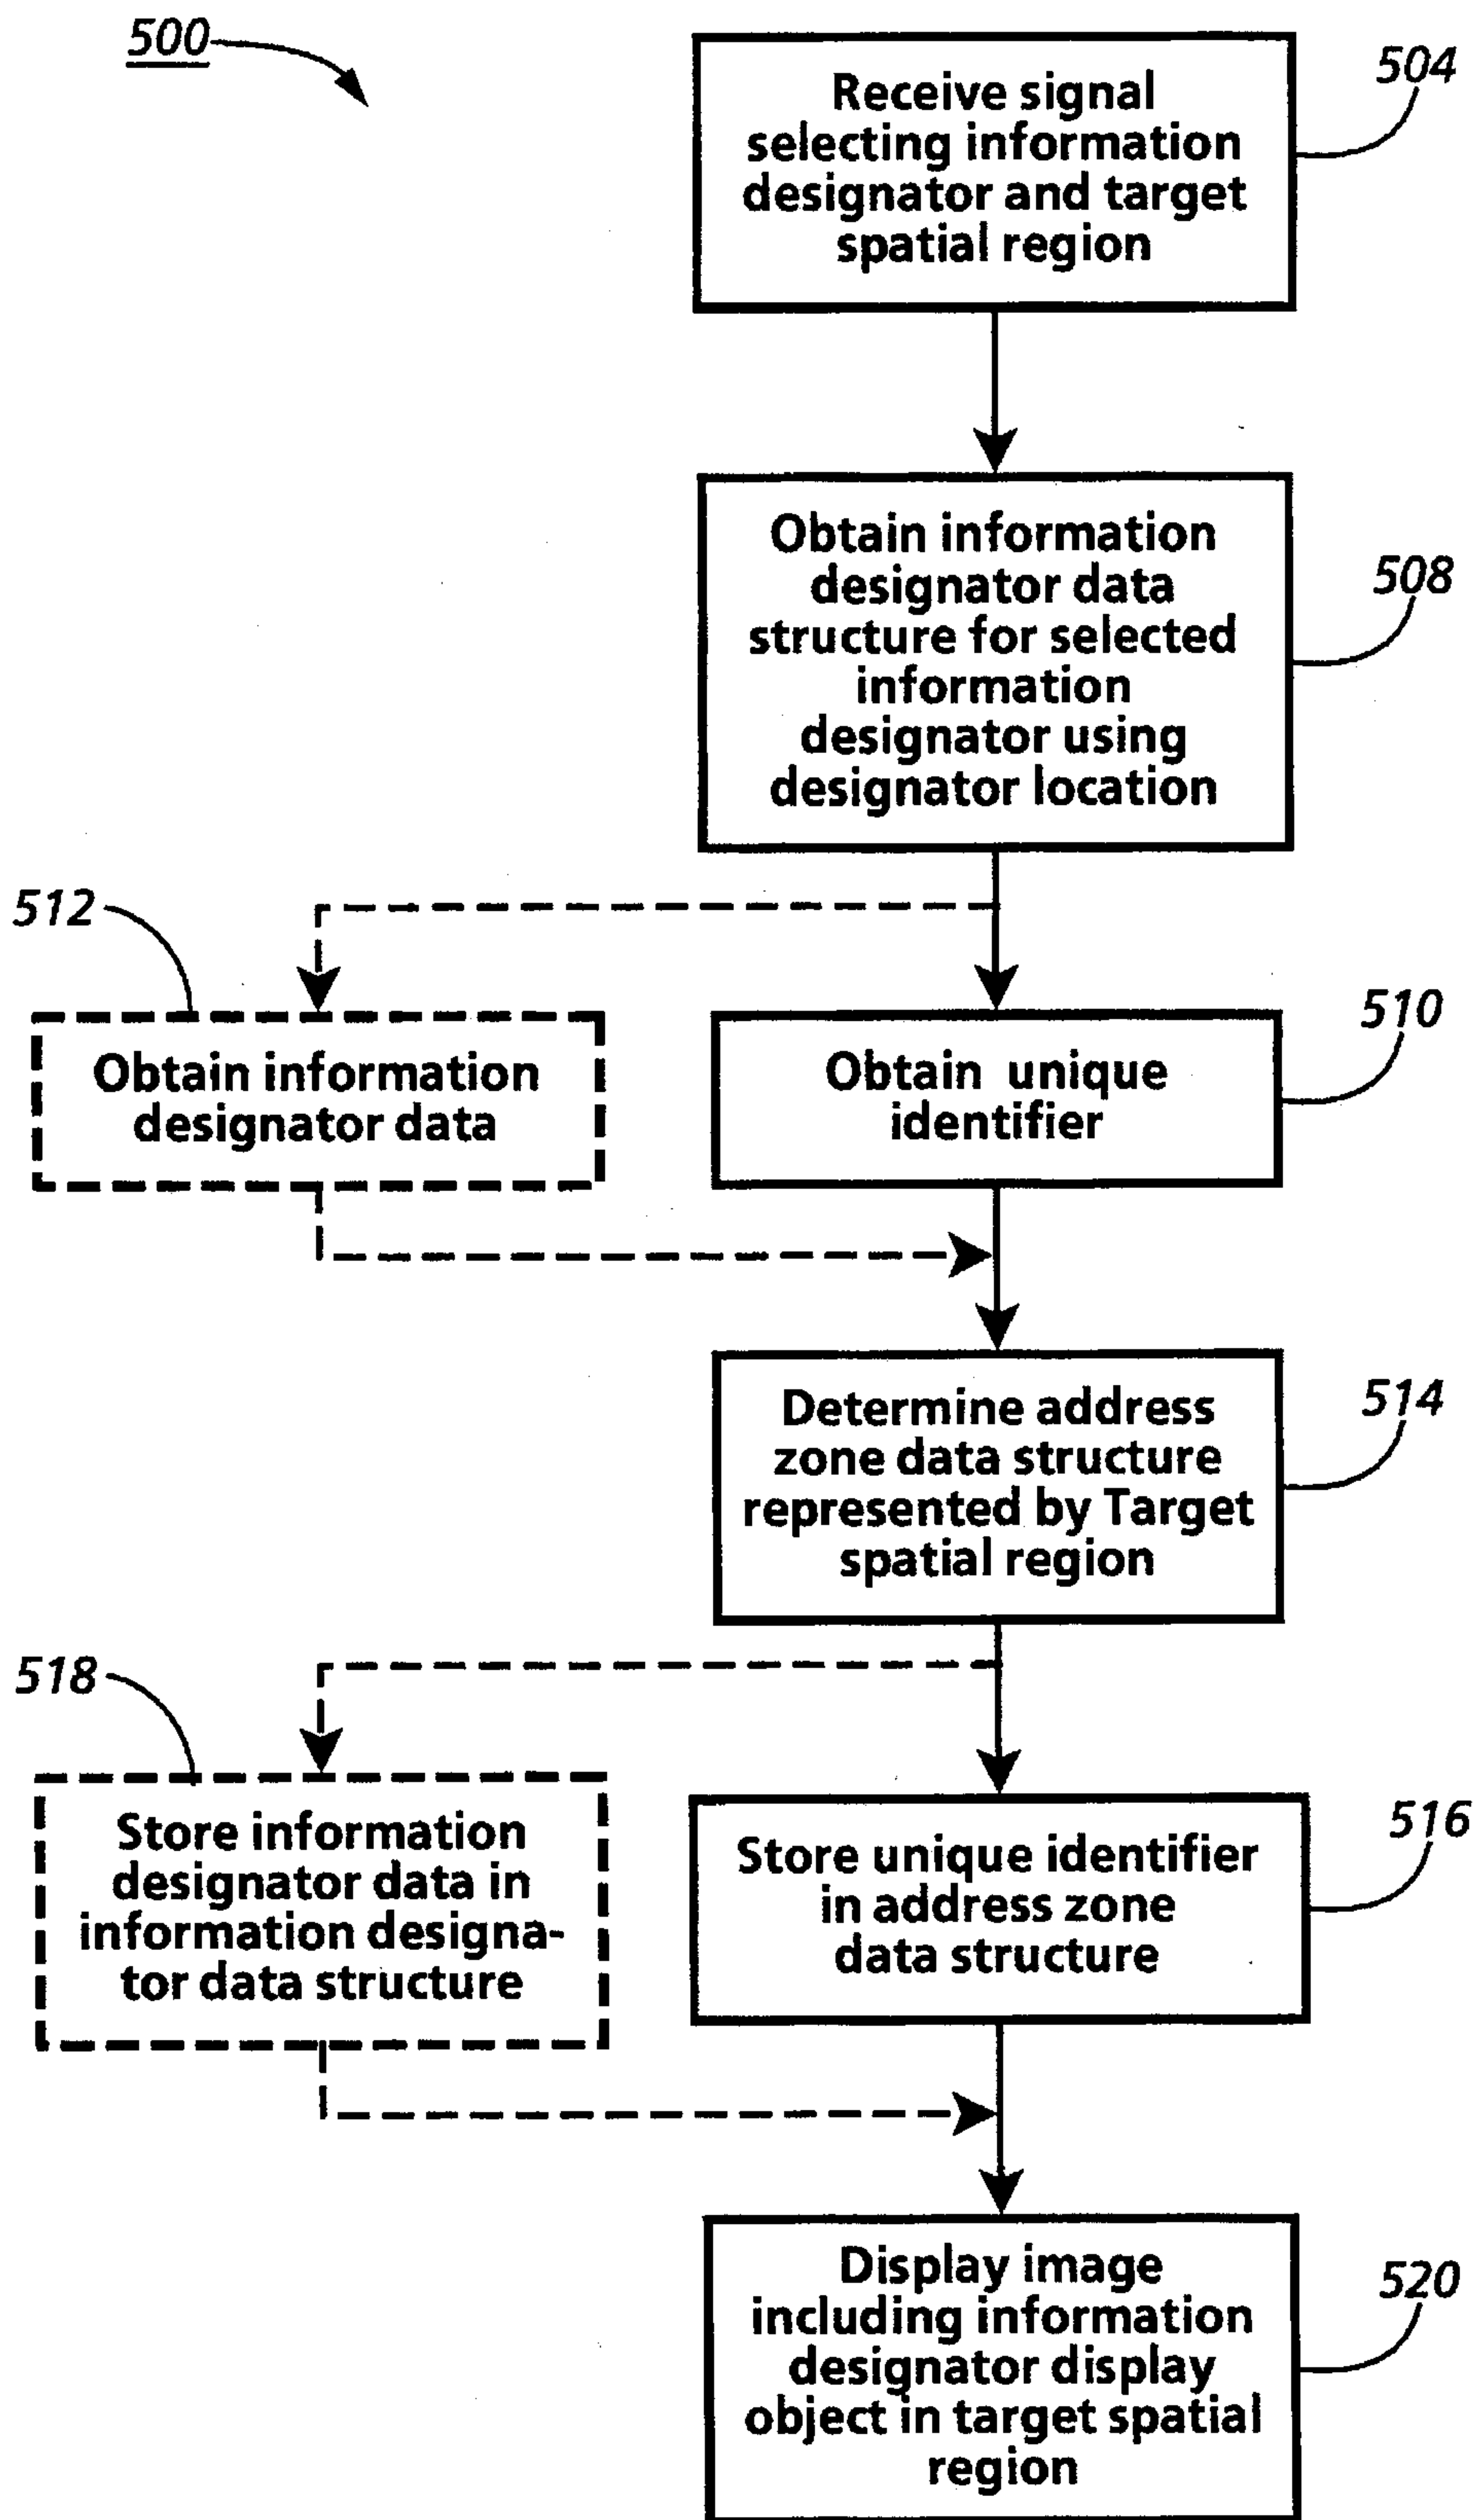 500
504
Receive signal
selecting information
designator and target
spatial region
Obtain information
designator data
structure for selected
information
designator using
designator location
508
512
Obtain information
designator data
Obtain unique
identifier
510
Determine address
zone data structure
represented by Target
spatial region
514
518
Store information
designator data in
information designa-
tor data structure
Store unique identifier
in address zone
data structure
516
Display image
including information
designator display
object in target spatial
region
520